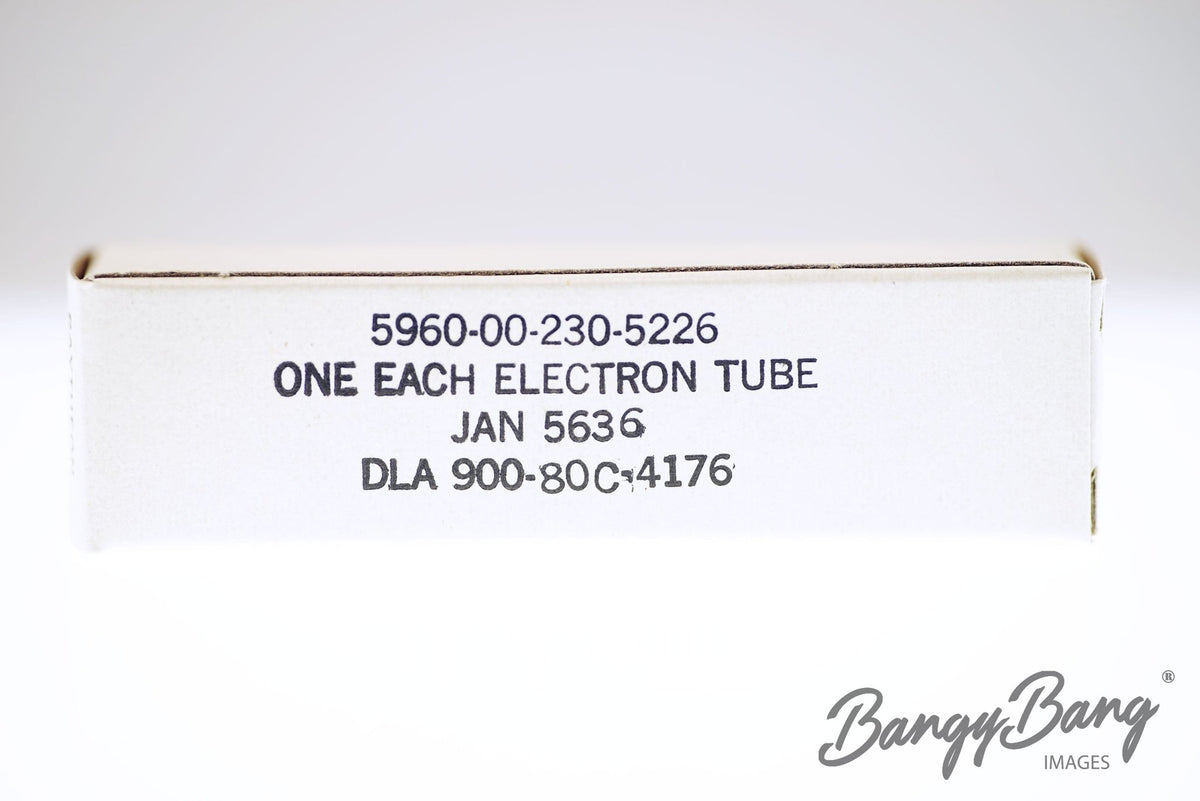 5960-00-230-5226
ONE EACH ELECTRON TUBE
JAN 5636
DLA 900-80C-4176
BangyBang®
IMAGES